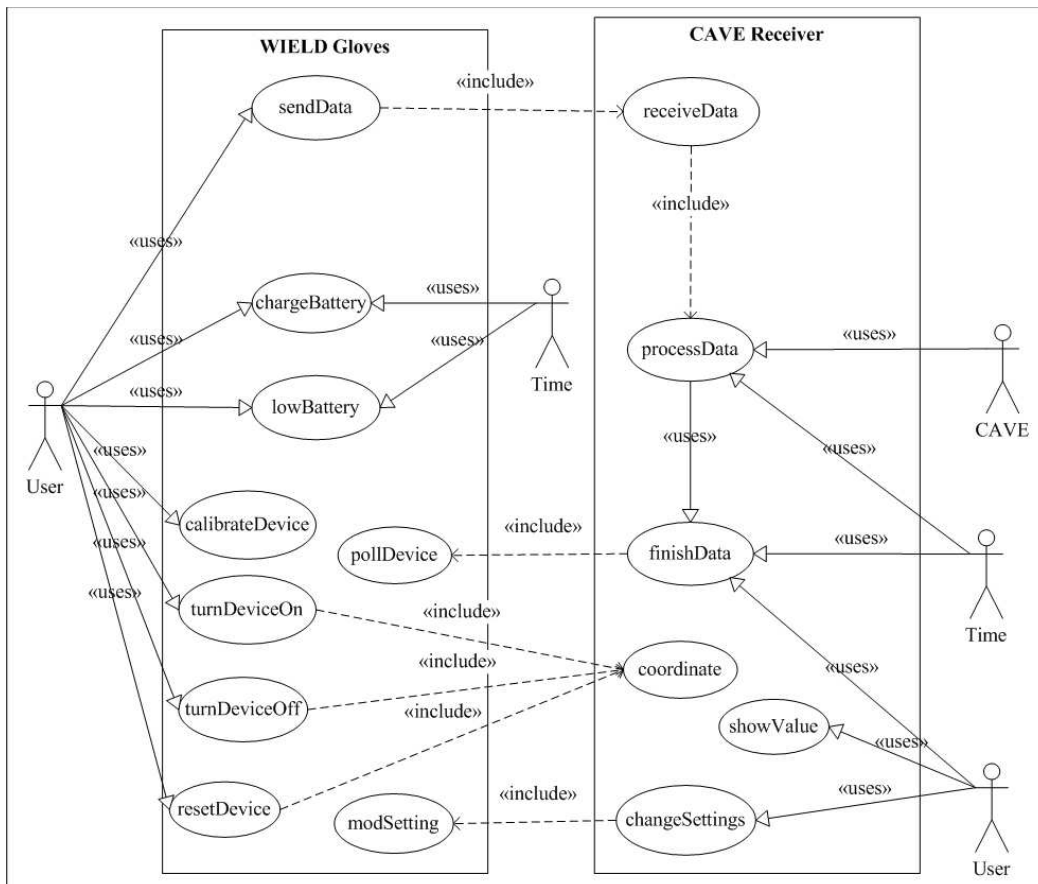 WIELD Gloves
CAVE Receiver
sendData
«include»
receiveData
«include»
«uses»
chargeBattery
«uses»
«uses»
«uses»
Time
processData
«uses»
CAVE
«uses»
lowBattery
User
«uses»
«uses»
«uses»
«uses»
«uses»
«uses»
calibrateDevice
pollDevice
«include»
finishData
«uses»
Time
turnDeviceOn
«include»
«include»
coordinate
«uses»
turnDeviceOff
«include»
showValue
«uses»
resetDevice
modSetting
«include»
changeSettings
«uses»
User